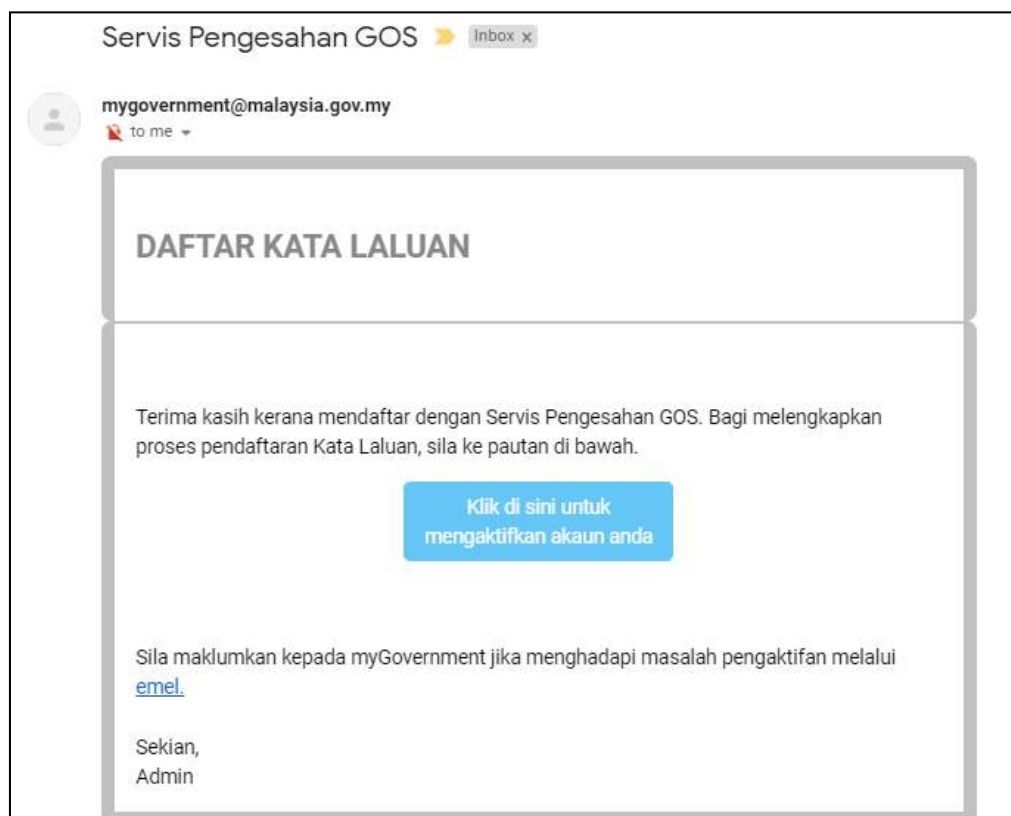 Servis Pengesahan GOS Inbox x
mygovernment@malaysia.gov.my
to me
DAFTAR KATA LALUAN
Terima kasih kerana mendaftar dengan Servis Pengesahan GOS. Bagi melengkapkan
proses pendaftaran Kata Laluan, sila ke pautan di bawah.
Klik di sini untuk
mengaktifkan akaun anda
Sila maklumkan kepada myGovernment jika menghadapi masalah pengaktifan melalui
emel.
Sekian,
Admin